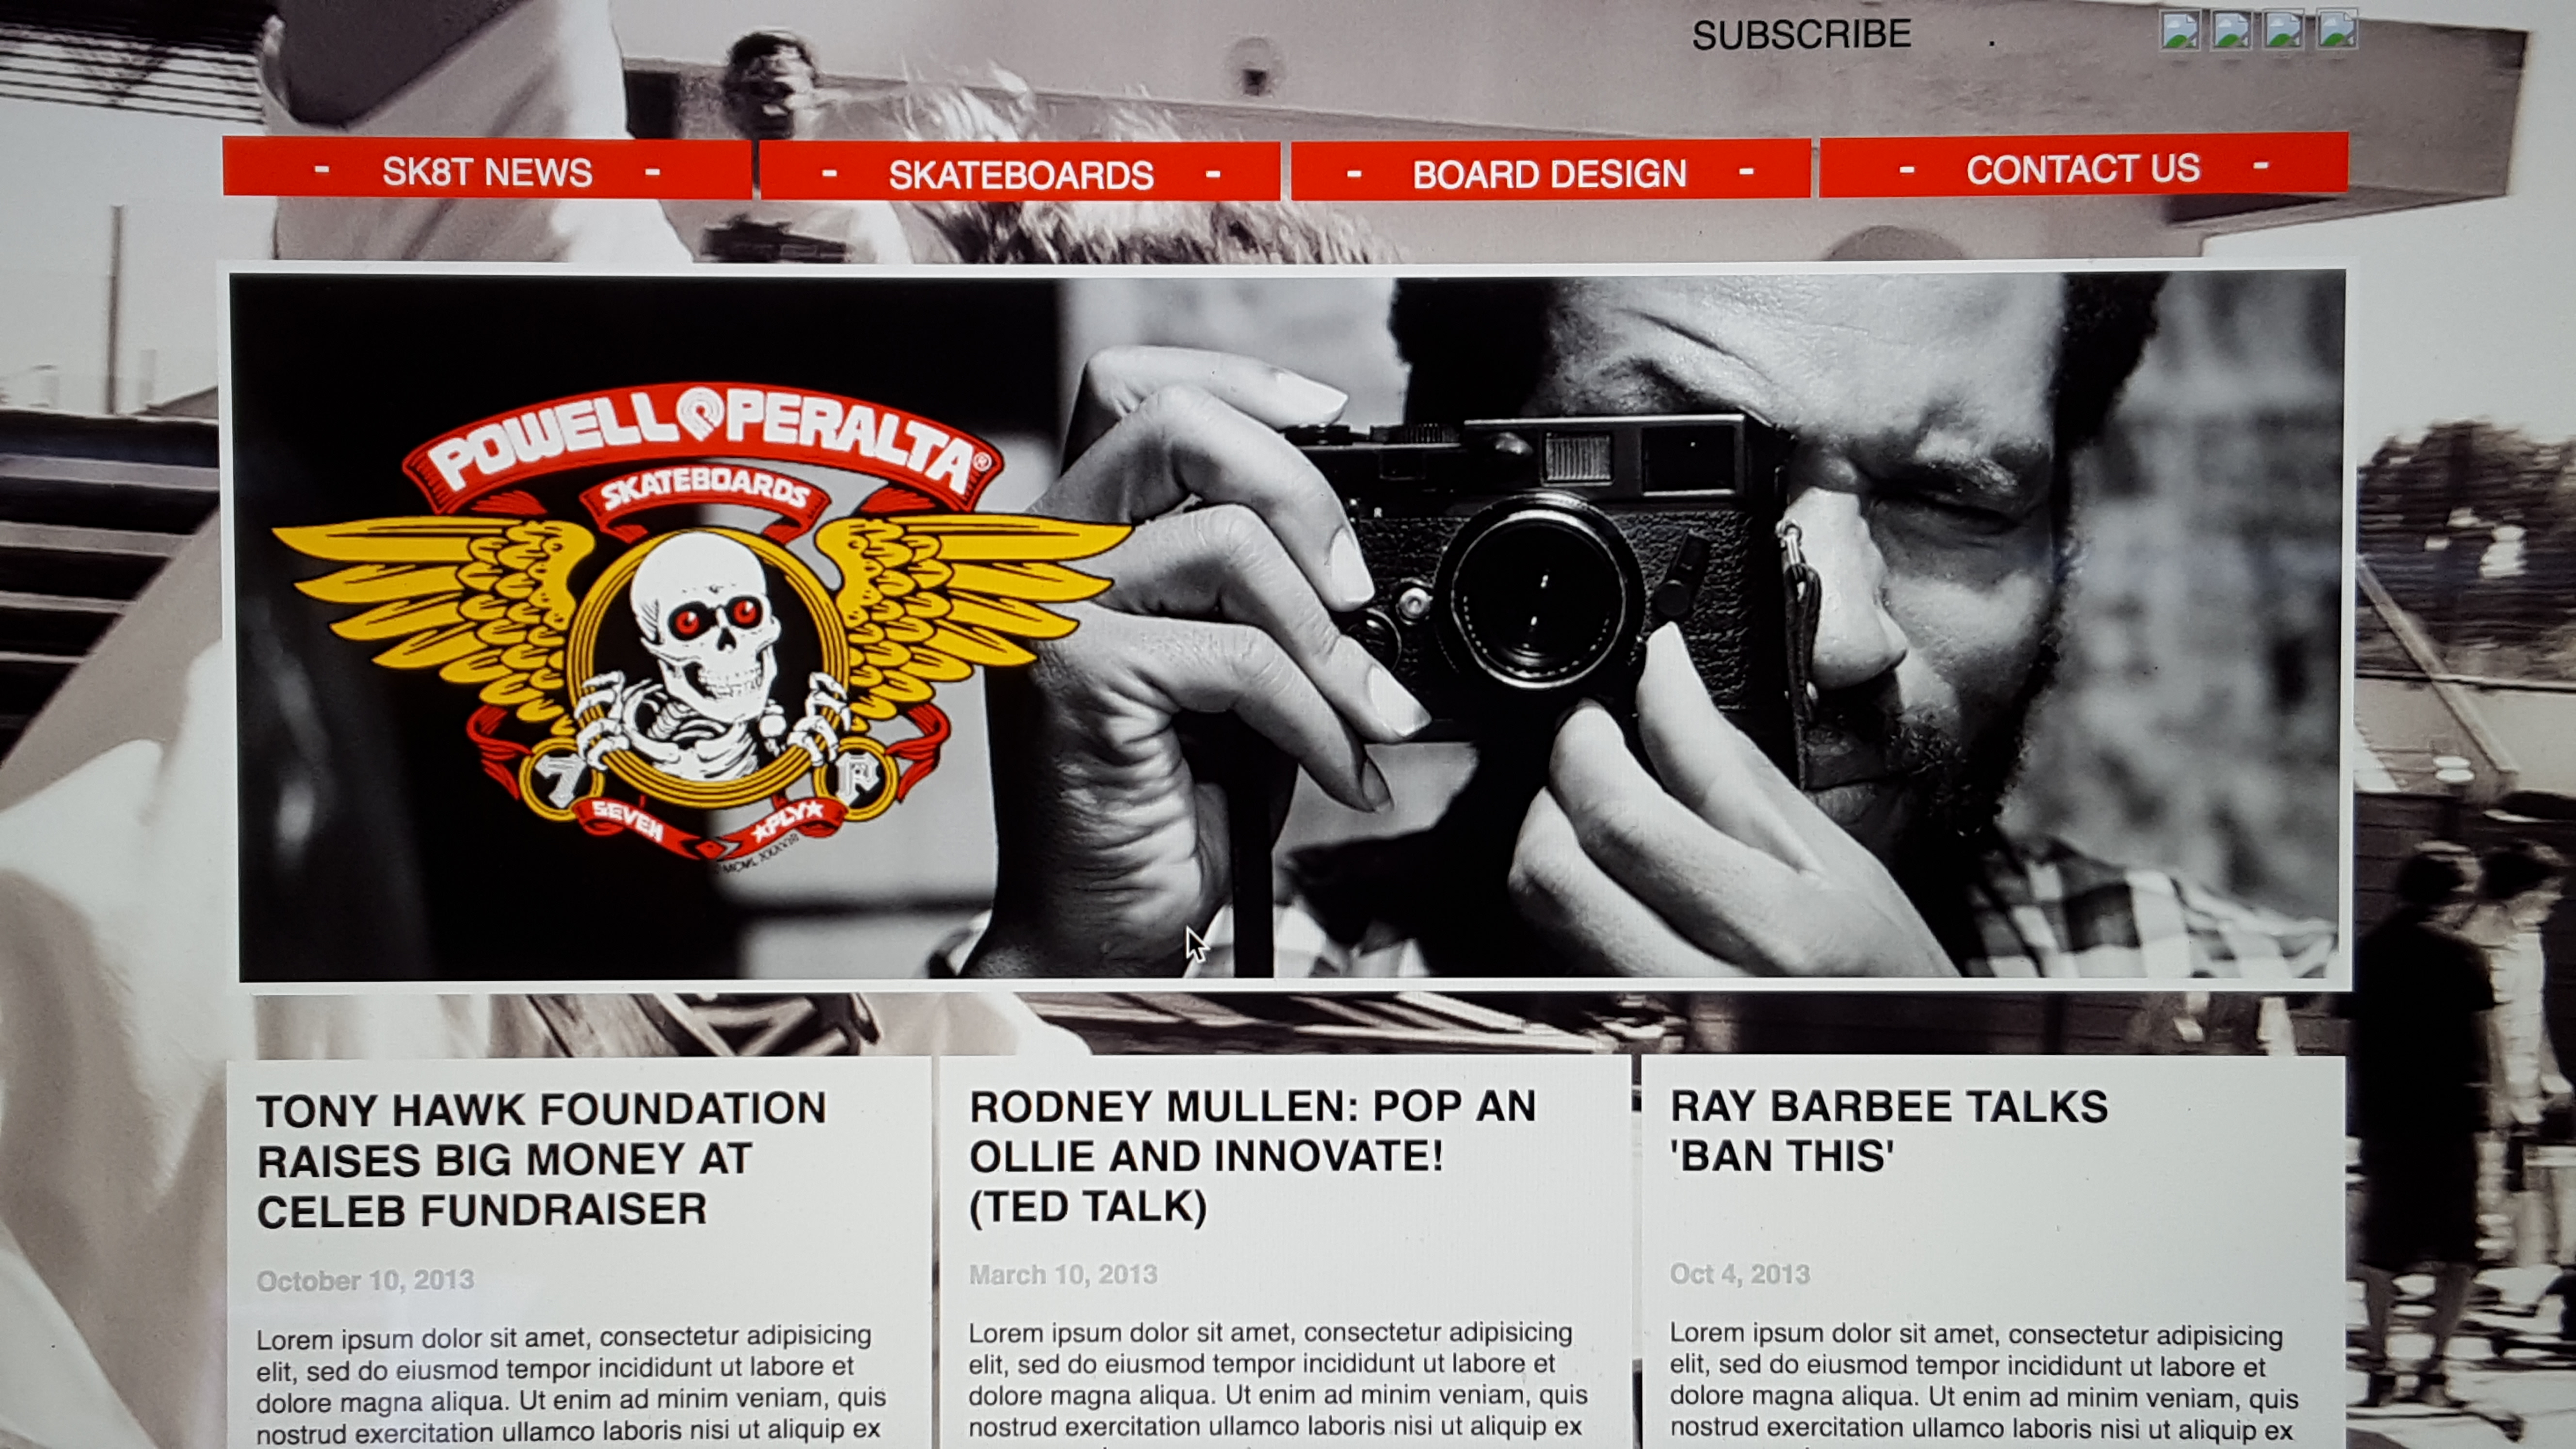 SUBSCRIBE .
- SK8T NEWS -
- SKATEBOARDS -
- BOARD DESIGN -
- CONTACT US -
POWELL PERALTA®
SKATEBOARDS
7 R
SEVEN ★PLY★
TONY HAWK FOUNDATION
RAISES BIG MONEY AT
CELEB FUNDRAISER
October 10, 2013
Lorem ipsum dolor sit amet, consectetur adipisicing
elit, sed do eiusmod tempor incididunt ut labore et
dolore magna aliqua. Ut enim ad minim veniam, quis
nostrud exercitation ullamco laboris nisi ut aliquip ex
RODNEY MULLEN: POP AN
OLLIE AND INNOVATE!
(TED TALK)
March 10, 2013
Lorem ipsum dolor sit amet, consectetur adipisicing
elit, sed do eiusmod tempor incididunt ut labore et
dolore magna aliqua. Ut enim ad minim veniam, quis
nostrud exercitation ullamco laboris nisi ut aliquip ex
RAY BARBEE TALKS
'BAN THIS'
Oct 4, 2013
Lorem ipsum dolor sit amet, consectetur adipisicing
elit, sed do eiusmod tempor incididunt ut labore et
dolore magna aliqua. Ut enim ad minim veniam, quis
nostrud exercitation ullamco laboris nisi ut aliquip ex